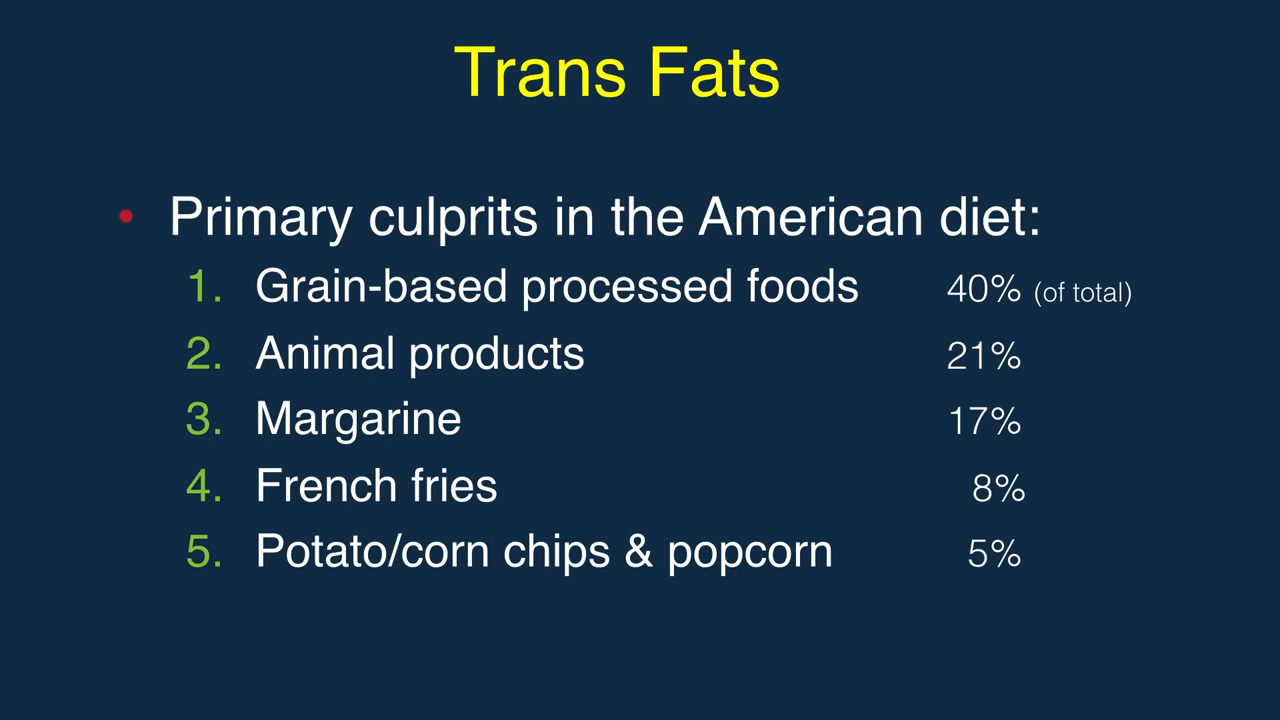 Trans Fats
• Primary culprits in the American diet:
1. Grain-based processed foods 40% (of total)
2. Animal products 21%
3. Margarine 17%
4. French fries 8%
5. Potato/corn chips & popcorn 5%